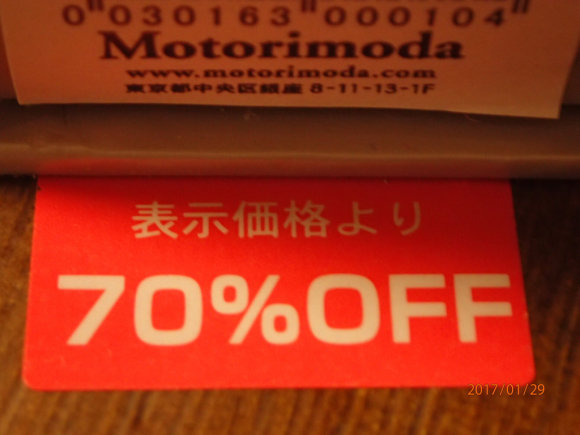 0 030163 000104
Motorimoda
www.motorimoda.com
東京都中央区銀座 8-11-13-1F
表示価格より
70%OFF
2017/01/29